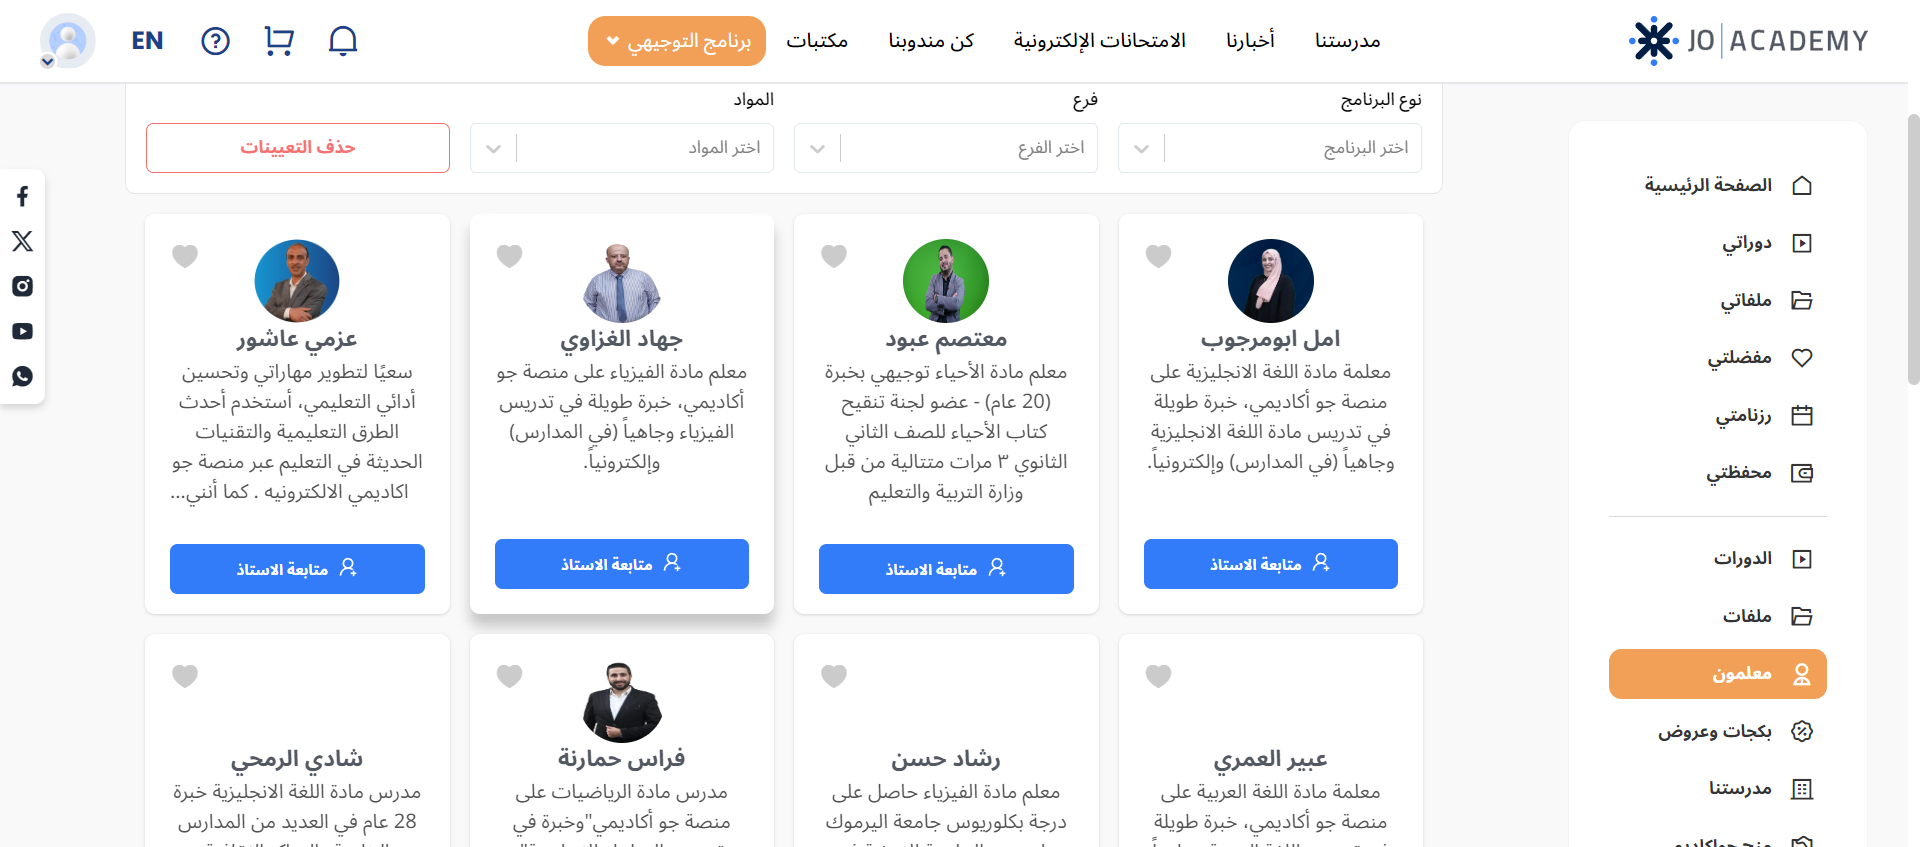 JO ACADEMY
مدرستنا
أخبارنا
الامتحانات الإلكترونية
كن مندوبنا
مكتبات
برنامج التوجيهي
EN
نوع البرنامج
فرع
المواد
اختر البرنامج
اختر الفرع
اختر المواد
حذف التعيينات
الصفحة الرئيسية
دوراتي
ملفاتي
مفضلتي
رزنامتي
محفظتي
الدورات
ملفات
معلمون
بكجات وعروض
مدرستنا
امل ابومرجوب
معلمة مادة اللغة الانجليزية على
منصة جو أكاديمي، خبرة طويلة
في تدريس مادة اللغة الانجليزية
وجاهياً (في المدارس) وإلكترونياً.
متابعة الاستاذ
معتصم عبود
معلم مادة الأحياء توجيهي بخبرة
(20 عام) - عضو لجنة تنقيح
كتاب الأحياء للصف الثاني
الثانوي ٣ مرات متتالية من قبل
وزارة التربية والتعليم
متابعة الاستاذ
جهاد الغزاوي
معلم مادة الفيزياء على منصة جو
أكاديمي، خبرة طويلة في تدريس
الفيزياء وجاهياً (في المدارس)
وإلكترونياً.
متابعة الاستاذ
عزمي عاشور
سعيًا لتطوير مهاراتي وتحسين
أدائي التعليمي، أستخدم أحدث
الطرق التعليمية والتقنيات
الحديثة في التعليم عبر منصة جو
اكاديمي الالكترونيه . كما أنني...
متابعة الاستاذ
عبير العمري
معلمة مادة اللغة العربية على
منصة جو أكاديمي، خبرة طويلة
رشاد حسن
معلم مادة الفيزياء حاصل على
درجة بكلوريوس جامعة اليرموك
فراس حمارنة
مدرس مادة الرياضيات على
منصة جو أكاديمي"وخبرة في
شادي الرمحي
مدرس مادة اللغة الانجليزية خبرة
28 عام في العديد من المدارس